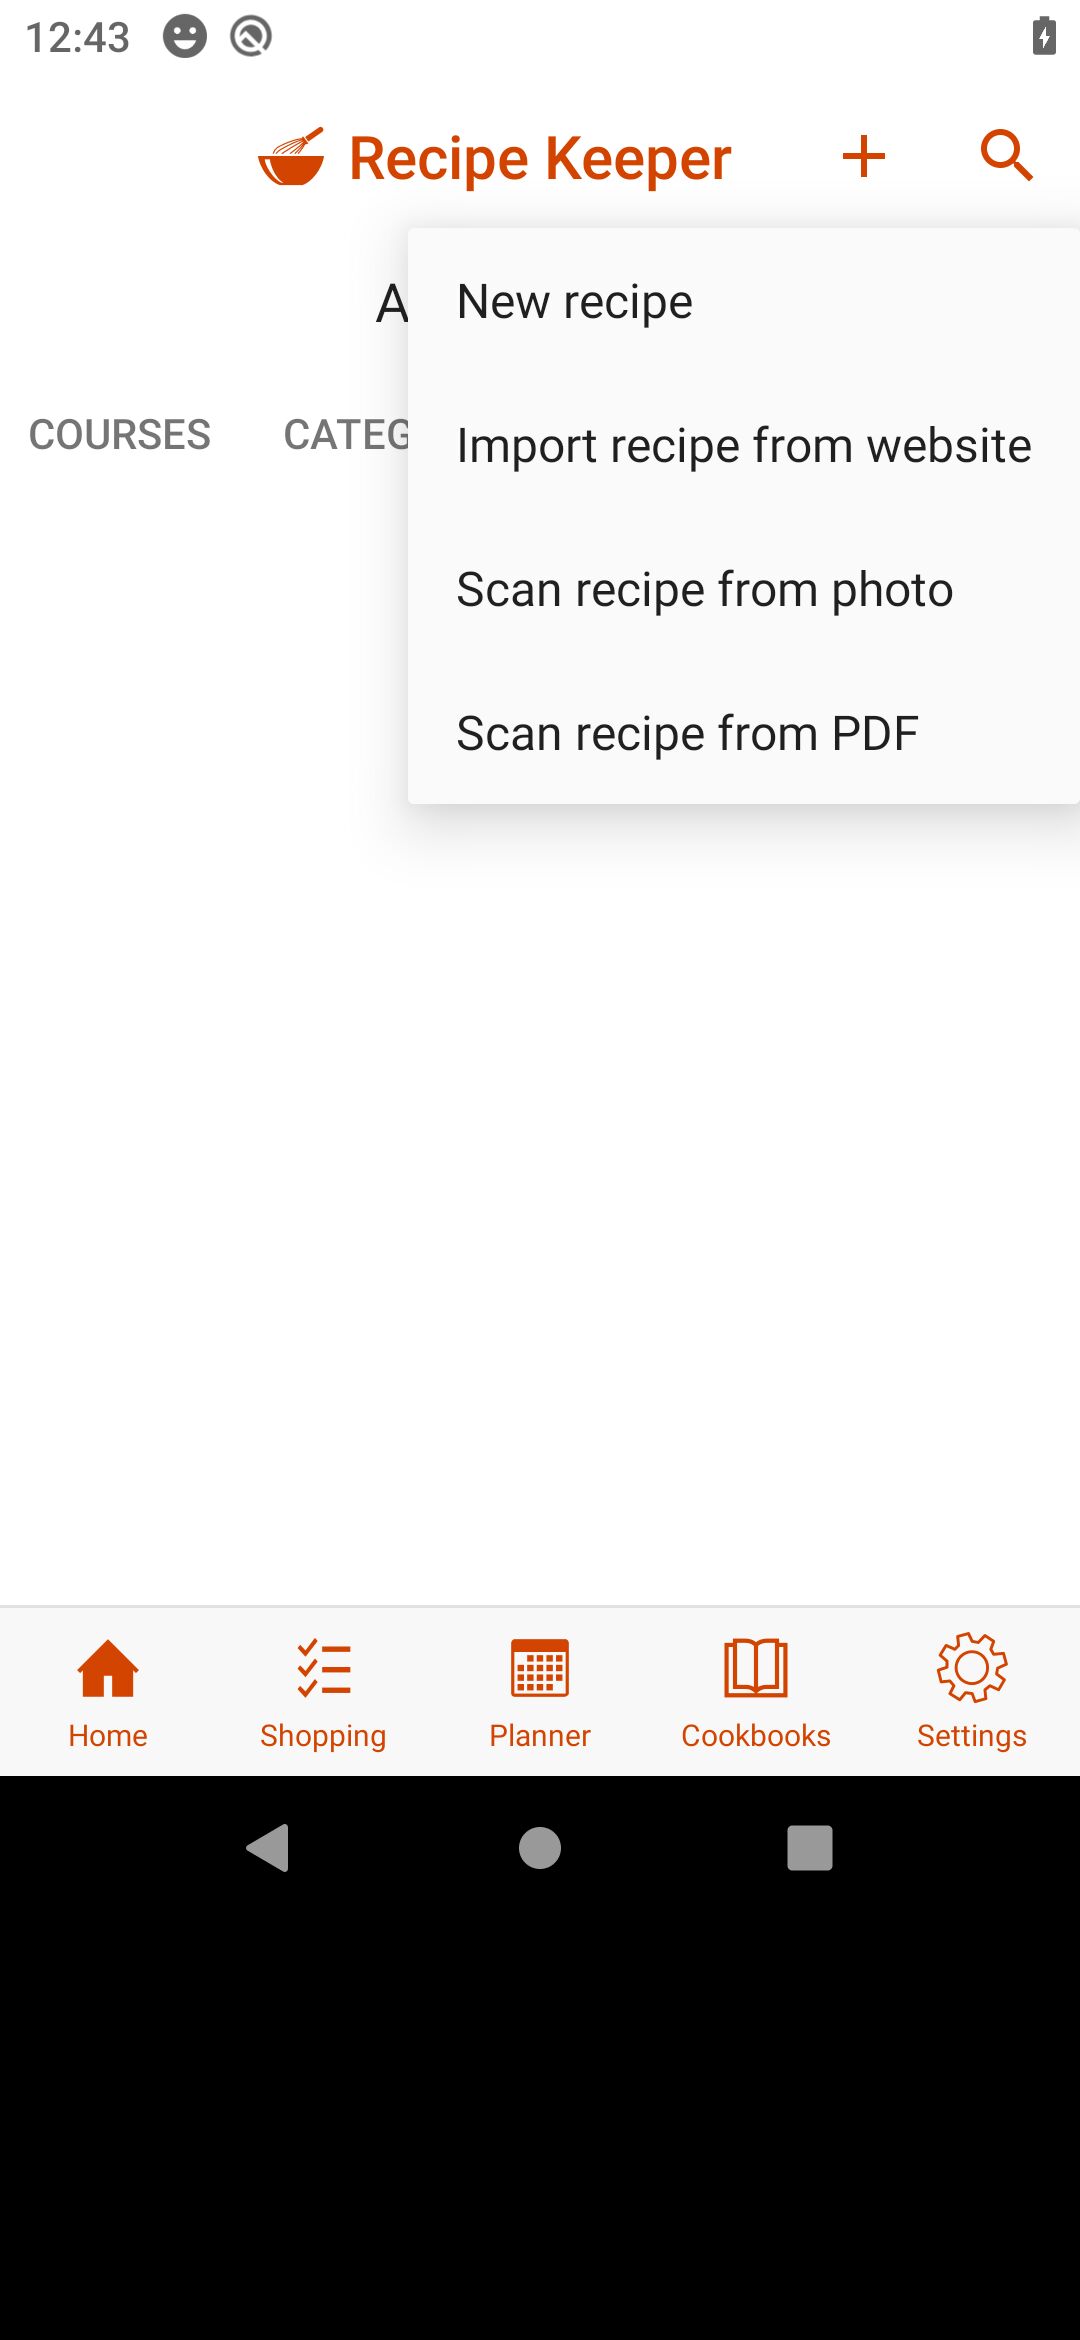 12:43
Recipe Keeper
A
New recipe
COURSES
CATEG
Import recipe from website
Scan recipe from photo
Scan recipe from PDF
Home
Shopping
Planner
Cookbooks
Settings